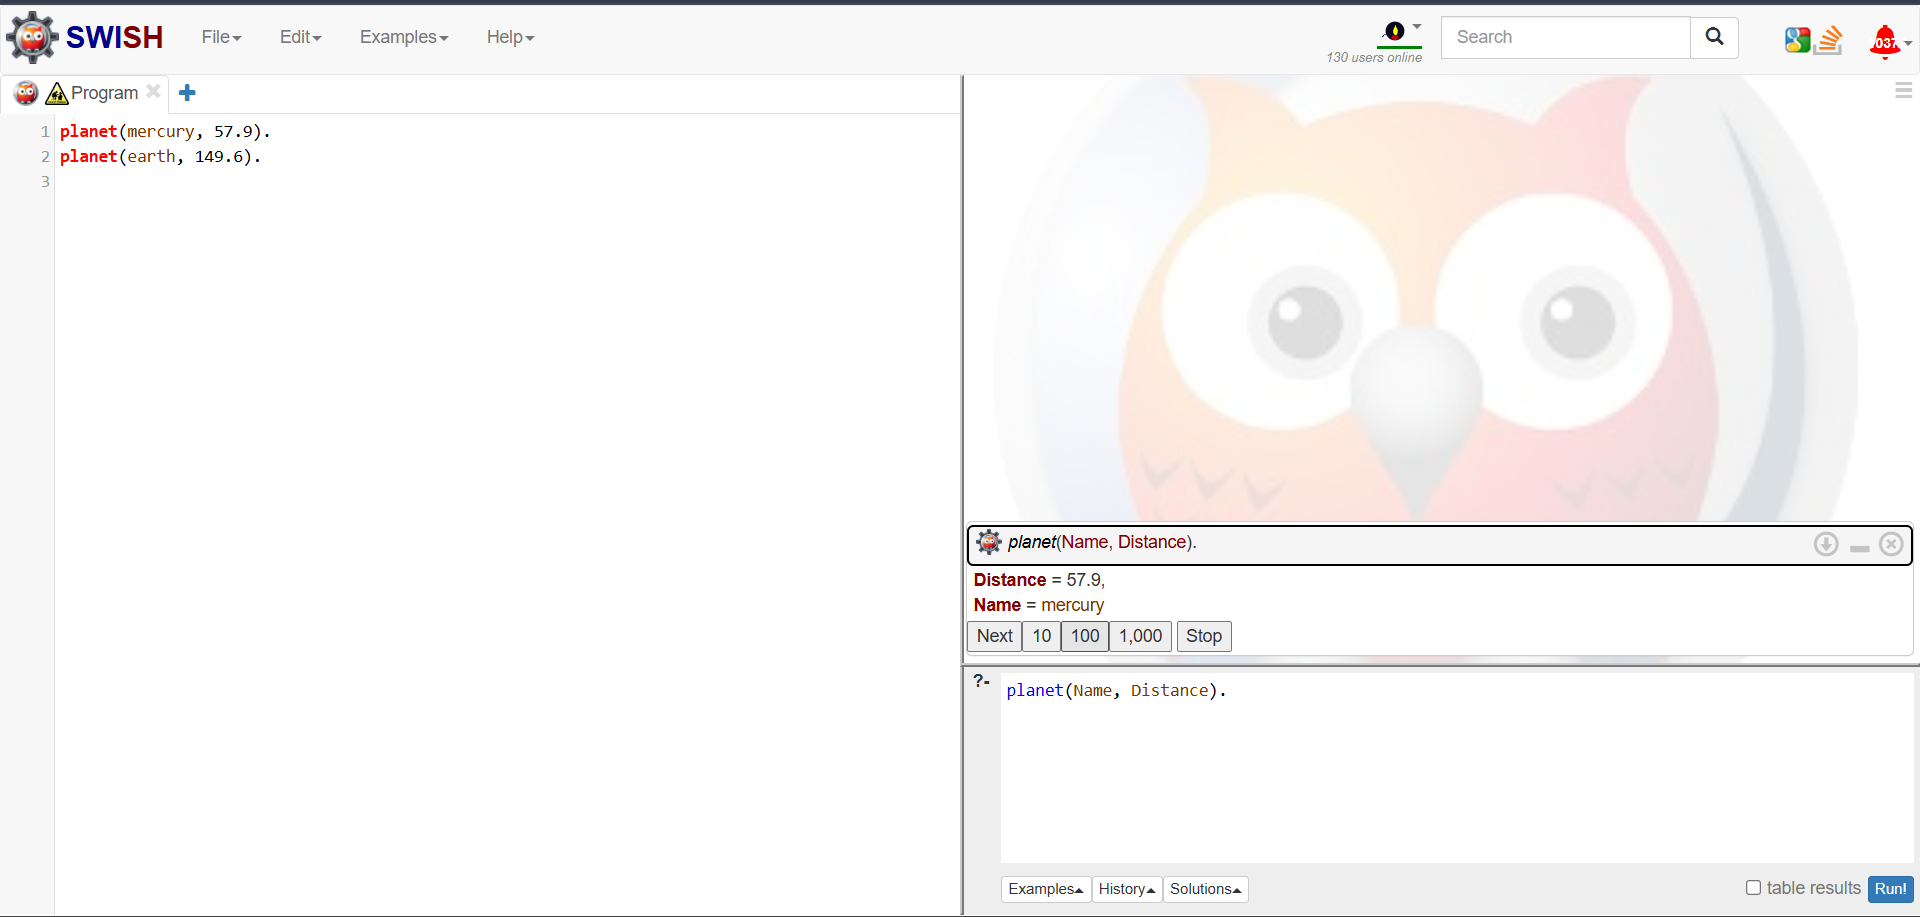 SWISH File Edit Examples Help 130 users online Search
Program
1 planet(mercury, 57.9).
2 planet(earth, 149.6).
3
planet(Name, Distance).
Distance = 57.9,
Name = mercury
Next 10 100 1,000 Stop
?- planet(Name, Distance).
Examples History Solutions table results Run!